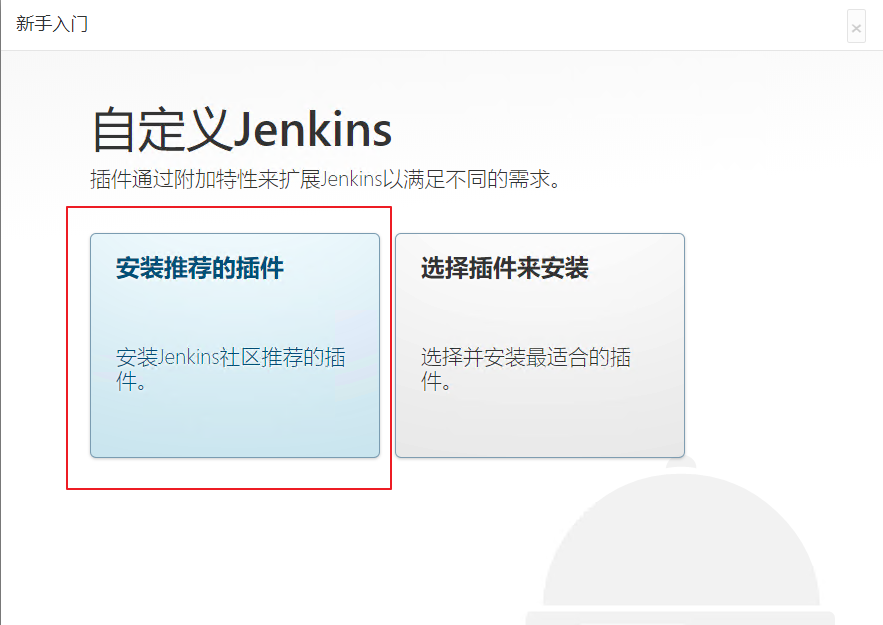 新手入门
×
自定义Jenkins
插件通过附加特性来扩展Jenkins以满足不同的需求。
安装推荐的插件
安装Jenkins社区推荐的插
件。
选择插件来安装
选择并安装最适合的插
件。